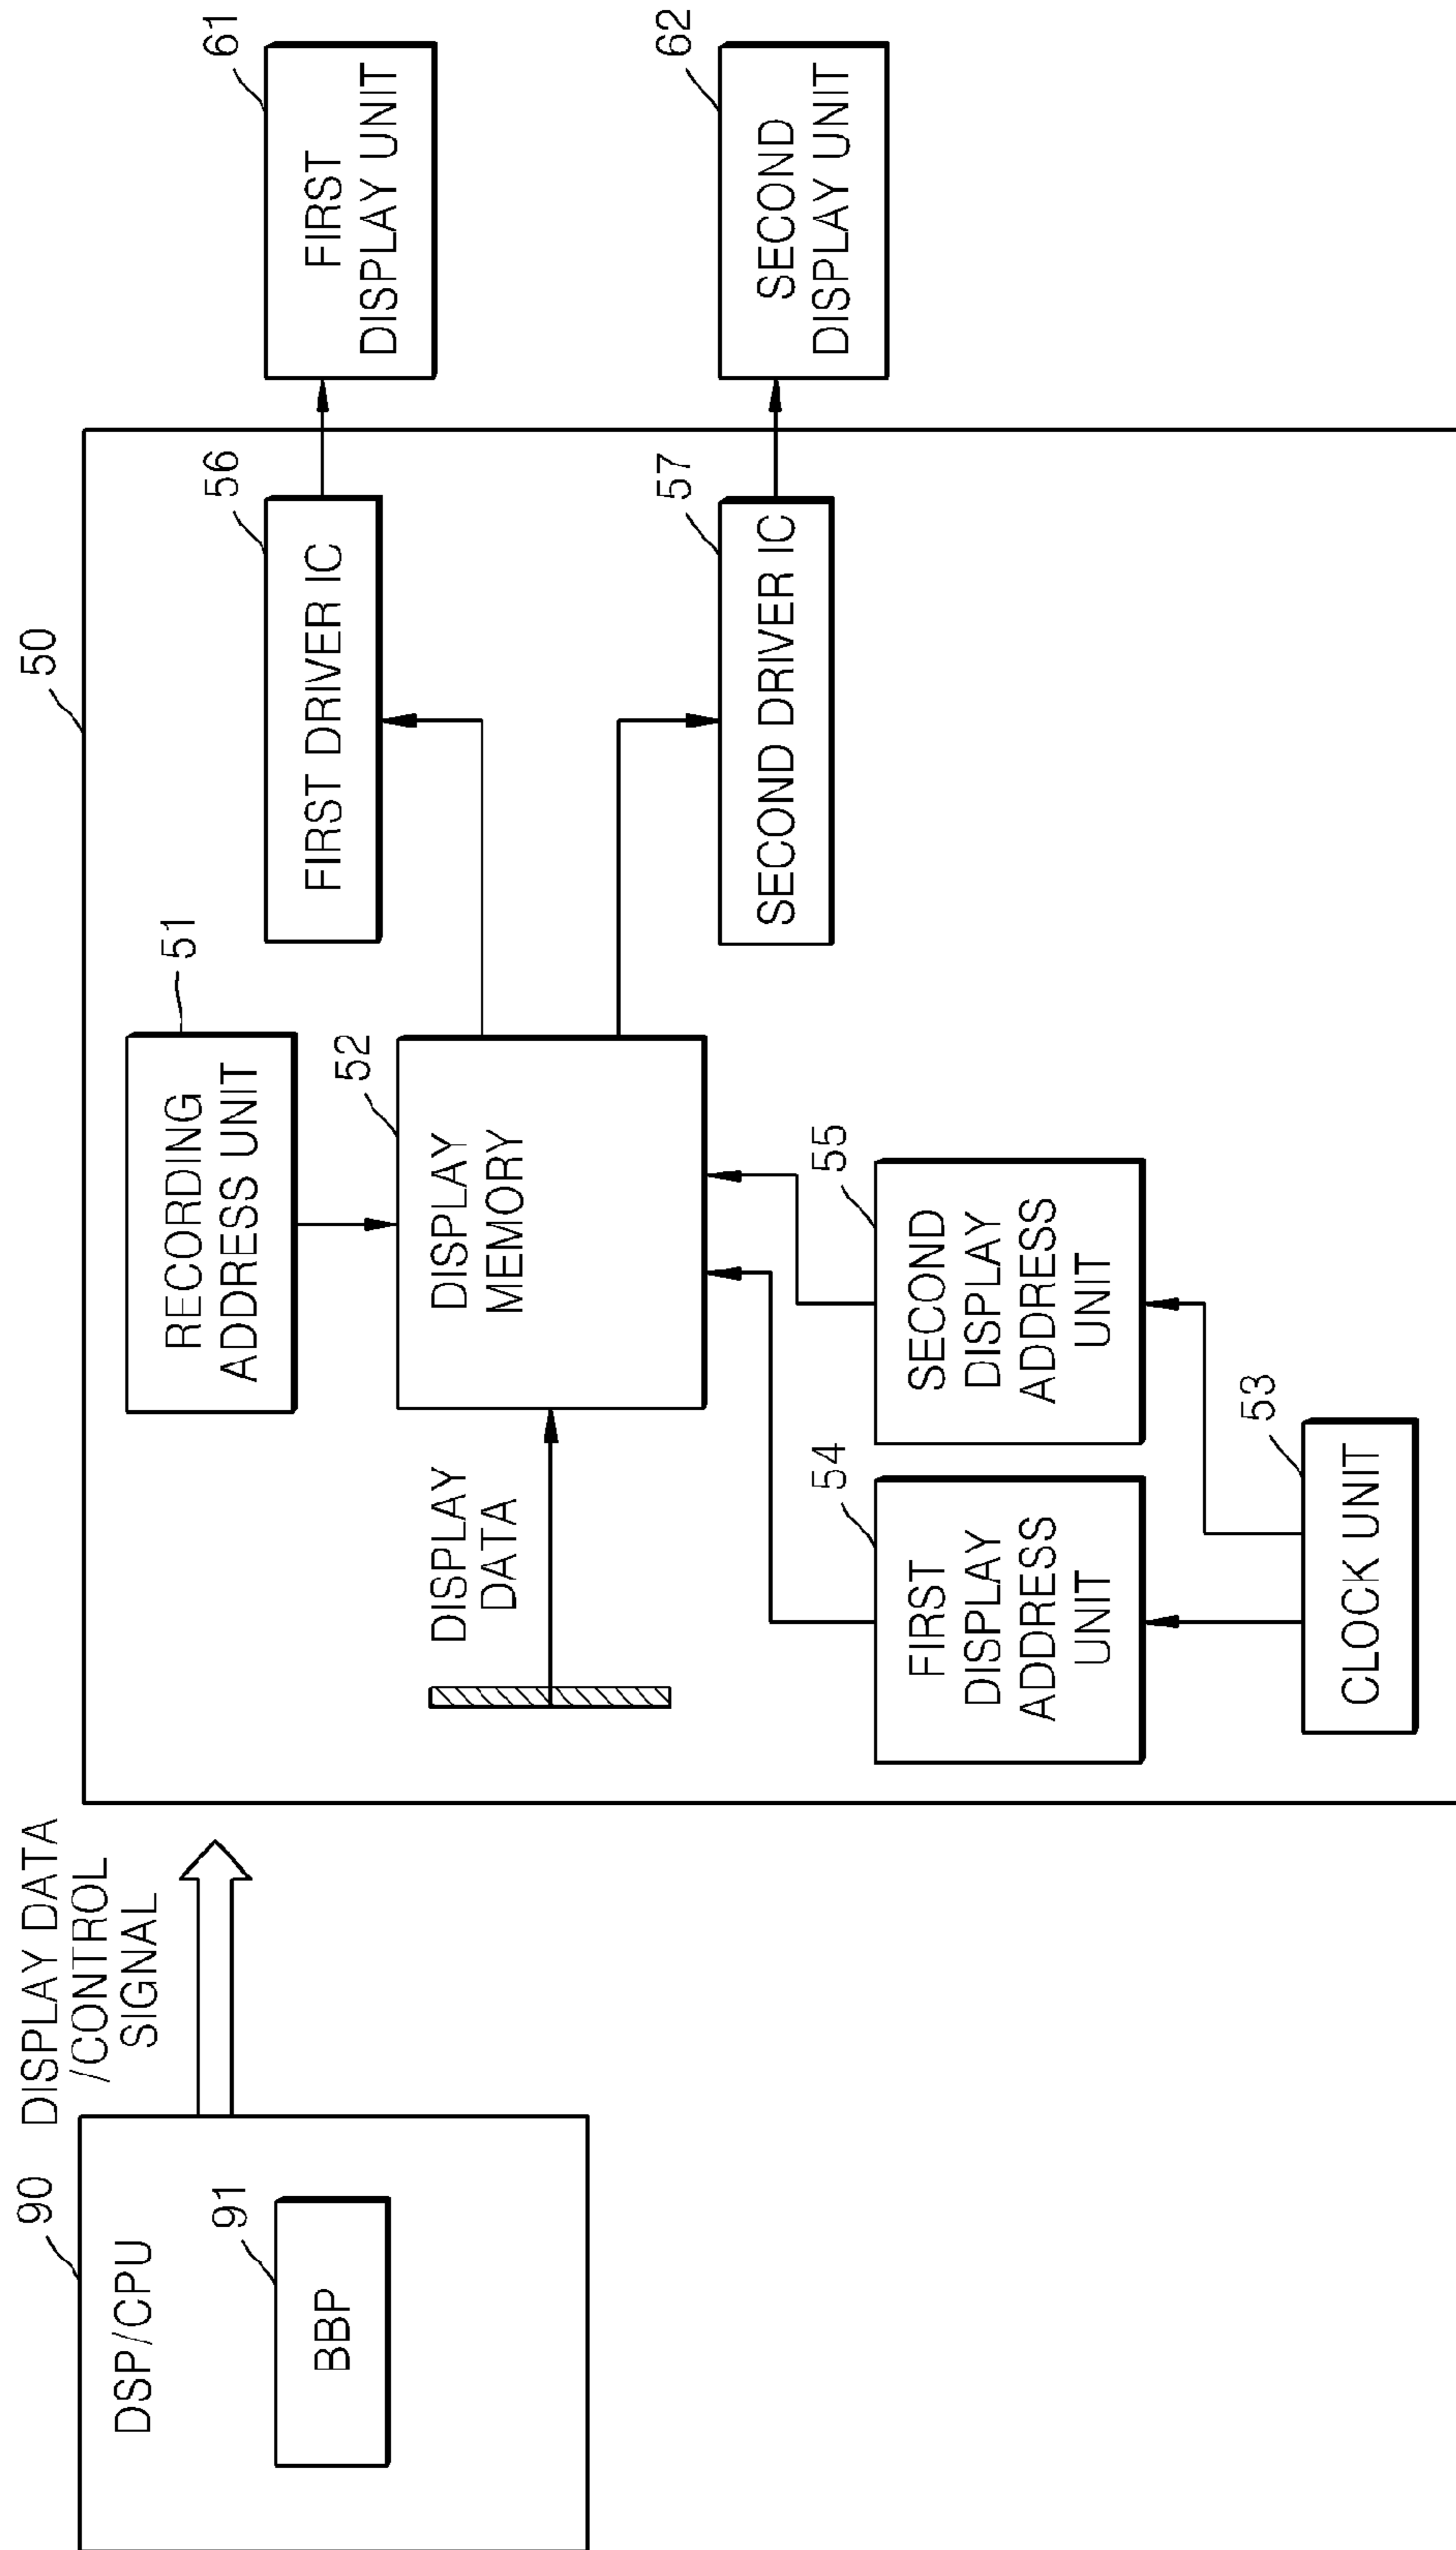 90
DSP/CPU
91
BBP
DISPLAY DATA
/CONTROL
SIGNAL
50
51
RECORDING
ADDRESS UNIT
DISPLAY
DATA
52
DISPLAY
MEMORY
56
FIRST DRIVER IC
57
SECOND DRIVER IC
54
FIRST
DISPLAY
ADDRESS
UNIT
55
SECOND
DISPLAY
ADDRESS
UNIT
53
CLOCK UNIT
61
FIRST
DISPLAY UNIT
62
SECOND
DISPLAY UNIT